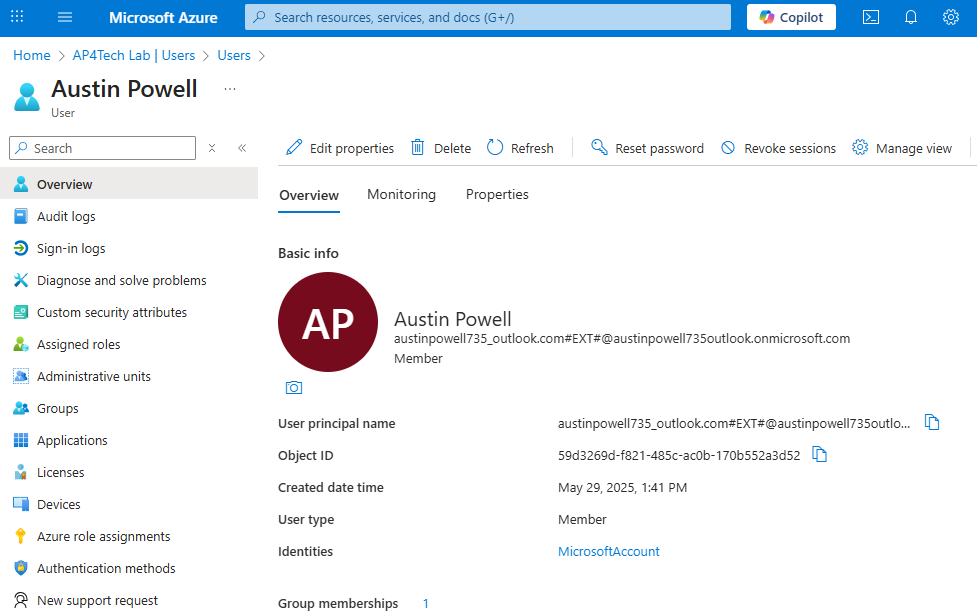 Microsoft Azure
Search resources, services, and docs (G+/)
Copilot
Home > AP4Tech Lab | Users > Users >
Austin Powell
...
User
Search
Edit properties
Delete
Refresh
Reset password
Revoke sessions
Manage view
Overview
Audit logs
Sign-in logs
Diagnose and solve problems
Custom security attributes
Assigned roles
Administrative units
Groups
Applications
Licenses
Devices
Azure role assignments
Authentication methods
New support request
Overview
Monitoring
Properties
Basic info
AP
Austin Powell
austinpowell735_outlook.com#EXT#@austinpowell735outlook.onmicrosoft.com
Member
User principal name austinpowell735_outlook.com#EXT#@austinpowell735outlo...
Object ID 59d3269d-f821-485c-ac0b-170b552a3d52
Created date time May 29, 2025, 1:41 PM
User type Member
Identities MicrosoftAccount
Group memberships 1